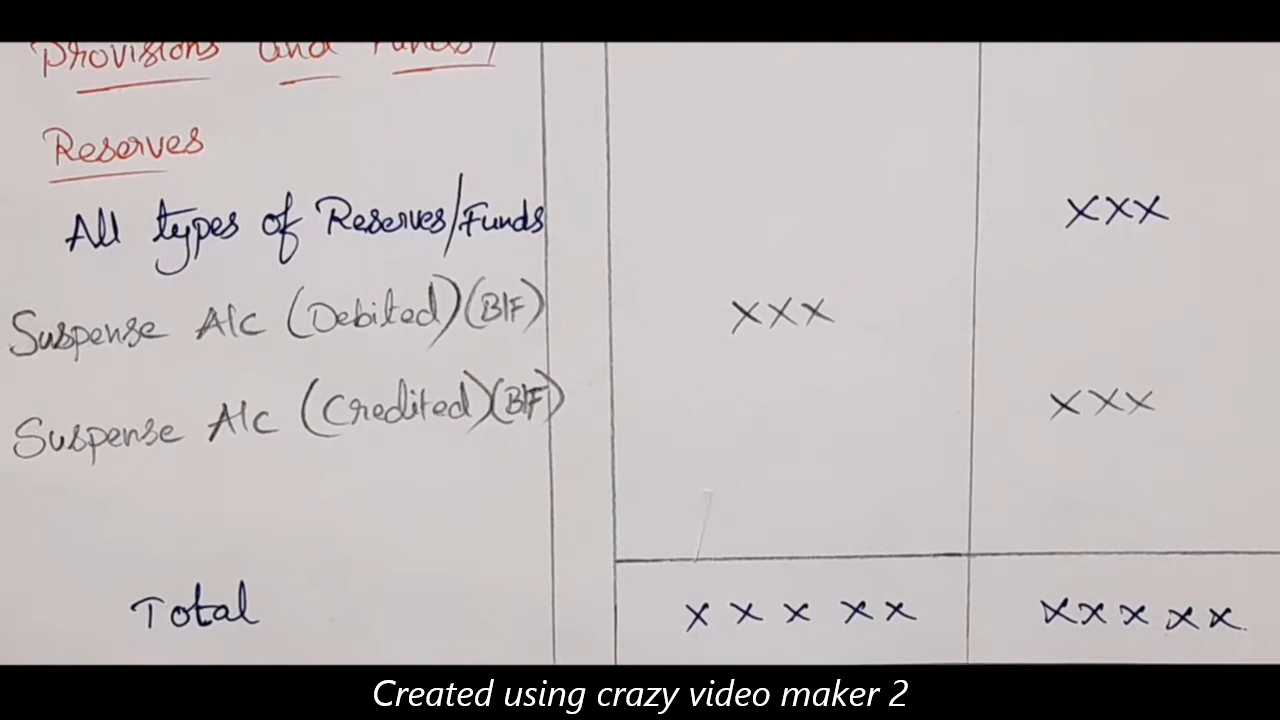 Provisions and Funds/
Reserves
All types of Reserves/Funds xxx
Suspense A/c (Debited)(B/F) xxx
Suspense A/c (Credited)(B/F) xxx
Total x x x x x xxxxx
Created using crazy video maker 2